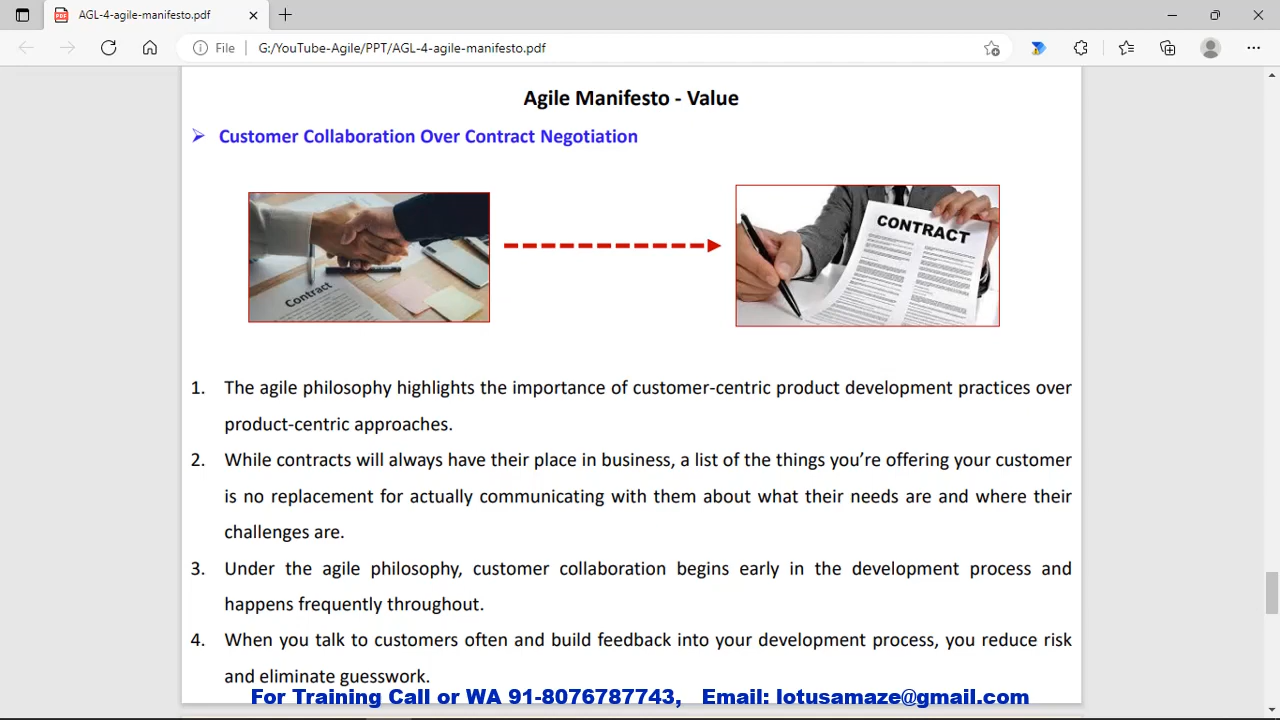 AGL-4-agile-manifesto.pdf
File
G:/YouTube-Agile/PPT/AGL-4-agile-manifesto.pdf
Agile Manifesto - Value
Customer Collaboration Over Contract Negotiation
Contract
CONTRACT
1. The agile philosophy highlights the importance of customer-centric product development practices over
product-centric approaches.
2. While contracts will always have their place in business, a list of the things you’re offering your customer
is no replacement for actually communicating with them about what their needs are and where their
challenges are.
3. Under the agile philosophy, customer collaboration begins early in the development process and
happens frequently throughout.
4. When you talk to customers often and build feedback into your development process, you reduce risk
and eliminate guesswork.
For Training Call or WA 91-8076787743, Email: lotusamaze@gmail.com